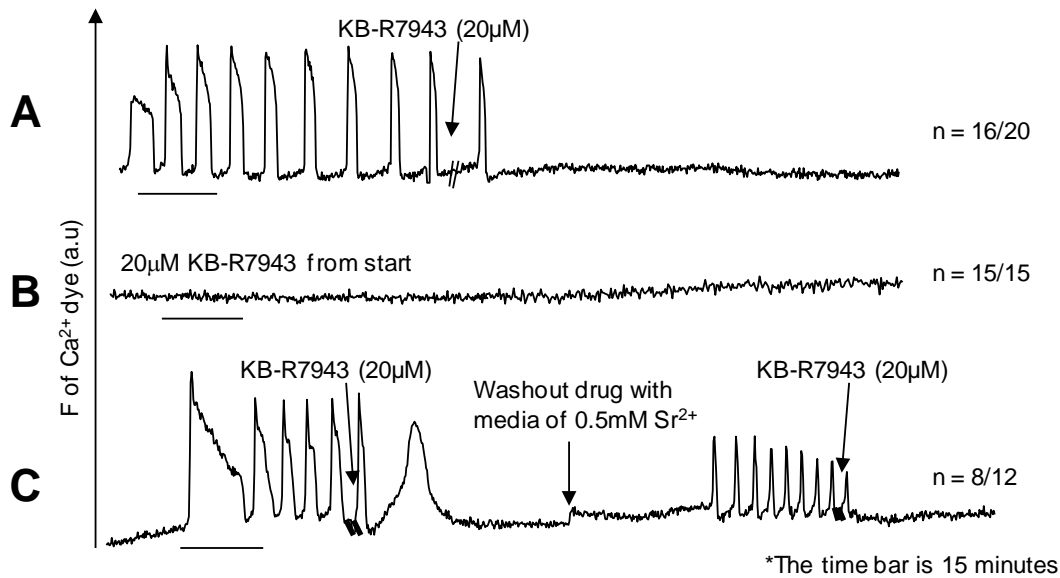 KB-R7943 (20µM)
A
n = 16/20
F of Ca²⁺ dye (a.u)
20μM KB-R7943 from start
B
n = 15/15
KB-R7943 (20µM)
Washout drug with
media of 0.5mM Sr²⁺
KB-R7943 (20µM)
C
n = 8/12
*The time bar is 15 minutes